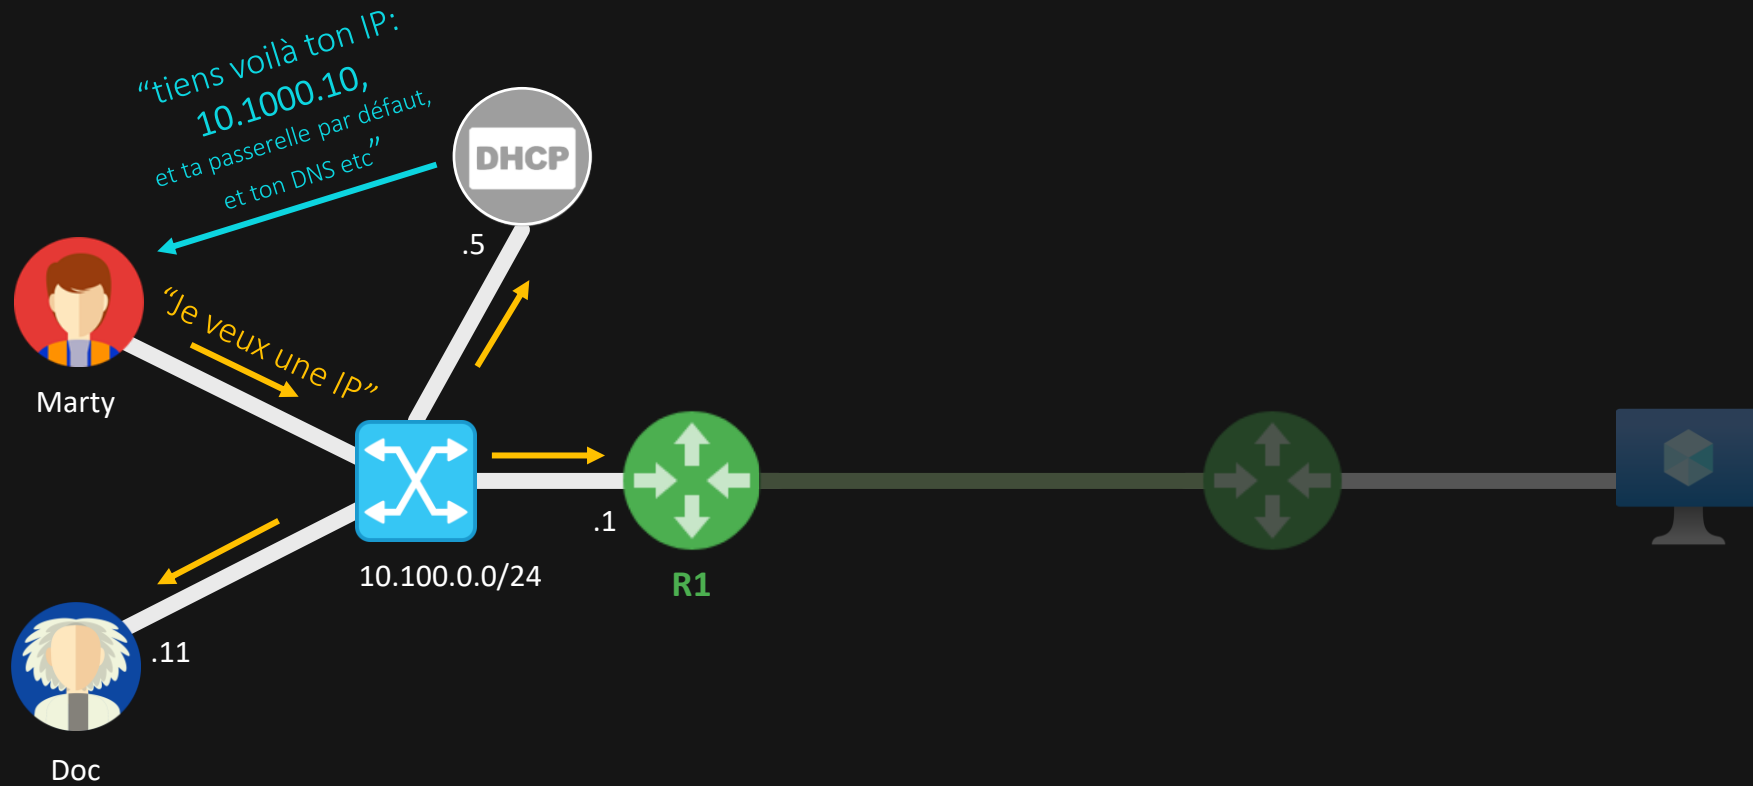 “tiens voilà ton IP:
10.1000.10,
et ta passerelle par défaut,
et ton DNS etc”
DHCP
.5
“Je veux une IP”
Marty
.1
10.100.0.0/24
R1
.11
Doc